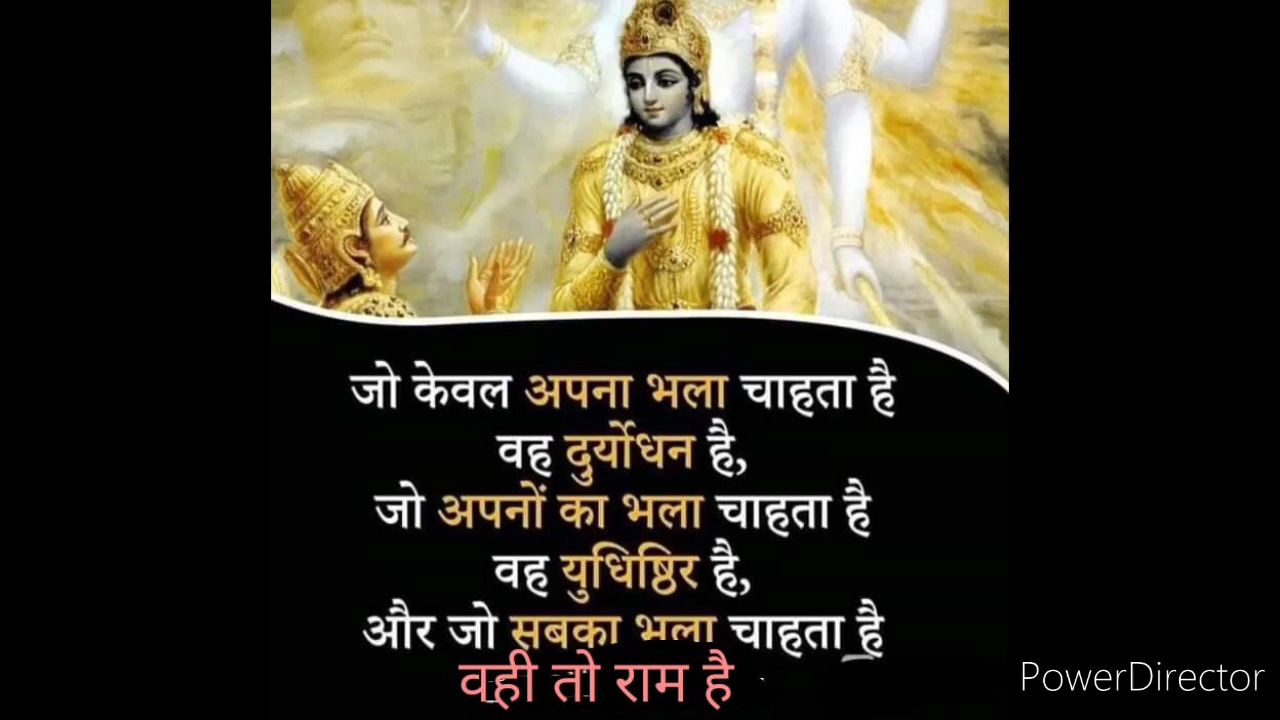 जो केवल अपना भला चाहता है
वह दुर्योधन है,
जो अपनों का भला चाहता है
वह युधिष्ठिर है,
और जो सबका भला चाहता है
वही तो राम है
PowerDirector